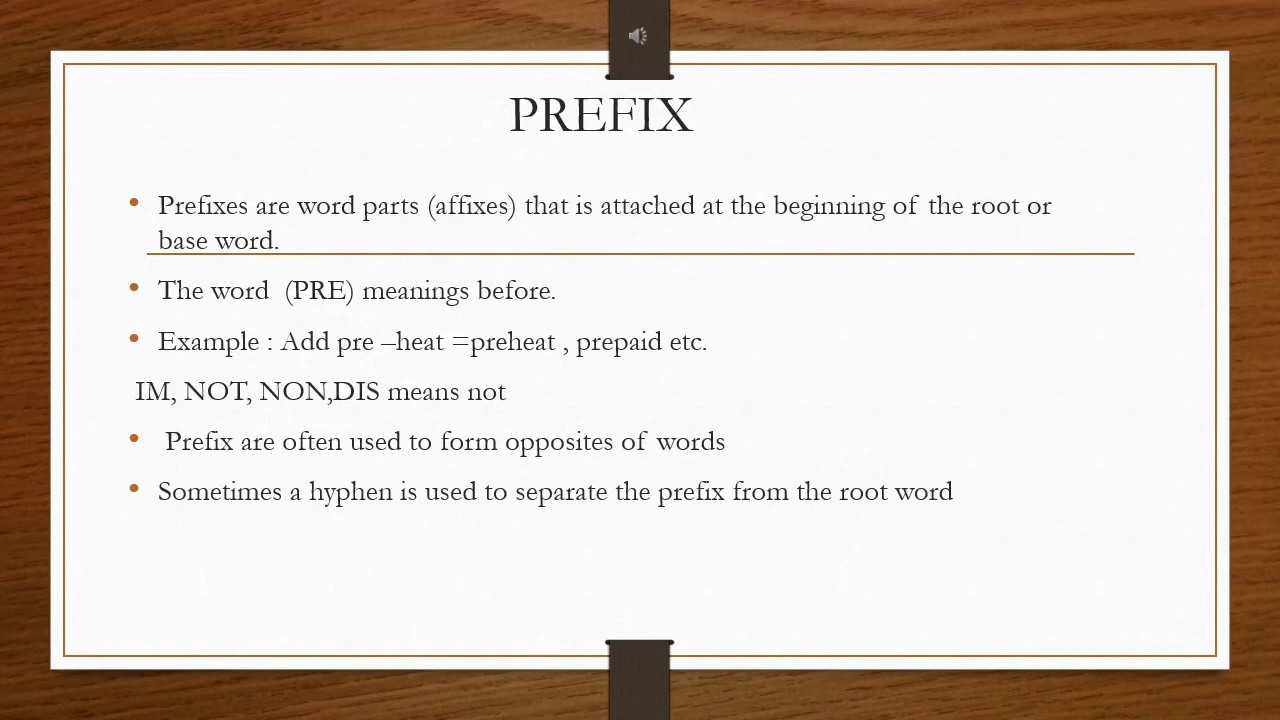 PREFIX
• Prefixes are word parts (affixes) that is attached at the beginning of the root or
base word.
• The word (PRE) meanings before.
• Example : Add pre –heat =preheat , prepaid etc.
IM, NOT, NON,DIS means not
• Prefix are often used to form opposites of words
• Sometimes a hyphen is used to separate the prefix from the root word